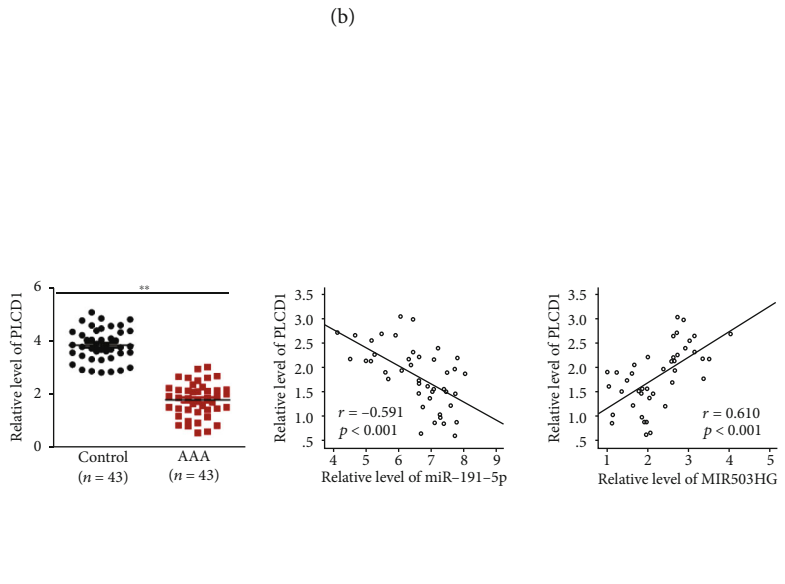 (b)
Relative level of PLCD1
6
4
2
0
**
Control
(n = 43)
AAA
(n = 43)
Relative level of PLCD1
3.5
3.0
2.5
2.0
1.5
1.0
.5
r = −0.591
p < 0.001
4 5 6 7 8 9
Relative level of miR−191−5p
Relative level of PLCD1
3.5
3.0
2.5
2.0
1.5
1.0
.5
r = 0.610
p < 0.001
1 2 3 4 5
Relative level of MIR503HG